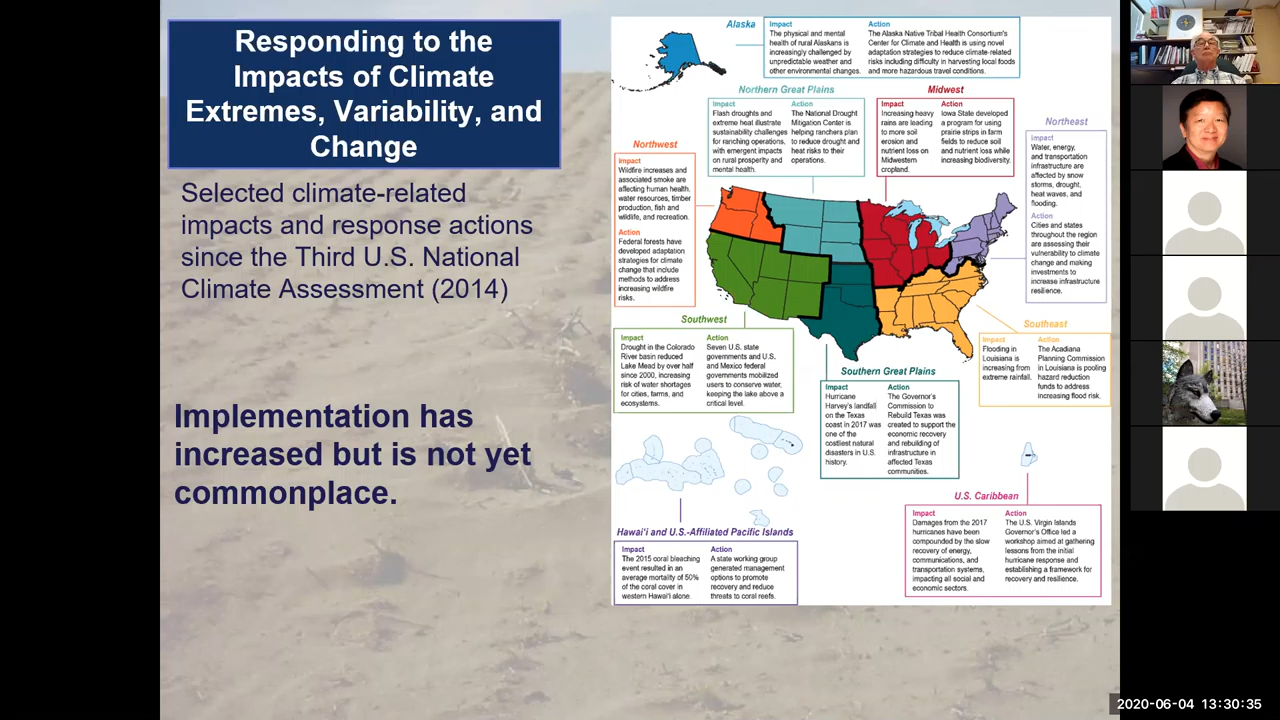 Responding to the
Impacts of Climate
Extremes, Variability, and
Change
Selected climate-related
impacts and response actions
since the Third U.S. National
Climate Assessment (2014)
Implementation has
increased but is not yet
commonplace.
Alaska
Impact
The physical and mental
health of rural Alaskans is
increasingly challenged by
unpredictable weather and
other environmental changes.
Action
The Alaska Native Tribal Health Consortium's
Center for Climate and Health is using novel
adaptation strategies to reduce climate-related
risks including difficulty in harvesting local foods
and more hazardous travel conditions.
Northern Great Plains
Impact
Flash droughts and
extreme heat illustrate
sustainability challenges
for ranching operations,
with emergent impacts
on rural prosperity and
mental health.
Action
The National Drought
Mitigation Center is
helping ranchers plan
to reduce drought and
heat risks to their
operations.
Midwest
Impact
Increasing heavy
rains are leading
to more soil
erosion and
nutrient loss on
Midwestern
cropland.
Action
Iowa State developed
a program for using
prairie strips in farm
fields to reduce soil
and nutrient loss while
increasing biodiversity.
Northeast
Impact
Water, energy,
and transportation
infrastructure are
affected by snow
storms, drought,
heat waves, and
flooding.
Action
Cities and states
throughout the region
are assessing their
vulnerability to climate
change and making
investments to
increase infrastructure
resilience.
Northwest
Impact
Wildfire increases and
associated smoke are
affecting human health,
water resources, timber
production, fish and
wildlife, and recreation.
Action
Federal forests have
developed adaptation
strategies for climate
change that include
methods to address
increasing wildfire
risks.
Southwest
Impact
Drought in the Colorado
River basin reduced
Lake Mead by over half
since 2000, increasing
risk of water shortages
for cities, farms, and
ecosystems.
Action
Seven U.S. state
governments and U.S.
and Mexico federal
governments mobilized
users to conserve water,
keeping the lake above a
critical level.
Southern Great Plains
Impact
Hurricane
Harvey's landfall
on the Texas
coast in 2017 was
one of the
costliest natural
disasters in U.S.
history.
Action
The Governor's
Commission to
Rebuild Texas was
created to support the
economic recovery
and rebuilding of
infrastructure in
affected Texas
communities.
Southeast
Impact
Flooding in
Louisiana is
increasing from
extreme rainfall.
Action
The Acadiana
Planning Commission
in Louisiana is pooling
hazard reduction
funds to address
increasing flood risk.
U.S. Caribbean
Impact
Damages from the 2017
hurricanes have been
compounded by the slow
recovery of energy,
communications, and
transportation systems,
impacting all social and
economic sectors.
Action
The U.S. Virgin Islands
Governor's Office led a
workshop aimed at gathering
lessons from the initial
hurricane response and
establishing a framework for
recovery and resilience.
Hawai'i and U.S.-Affiliated Pacific Islands
Impact
The 2015 coral bleaching
event resulted in an
average mortality of 50%
of the coral cover in
western Hawai'i alone.
Action
A state working group
generated management
options to promote
recovery and reduce
threats to coral reefs.
2020-06-04 13:30:35